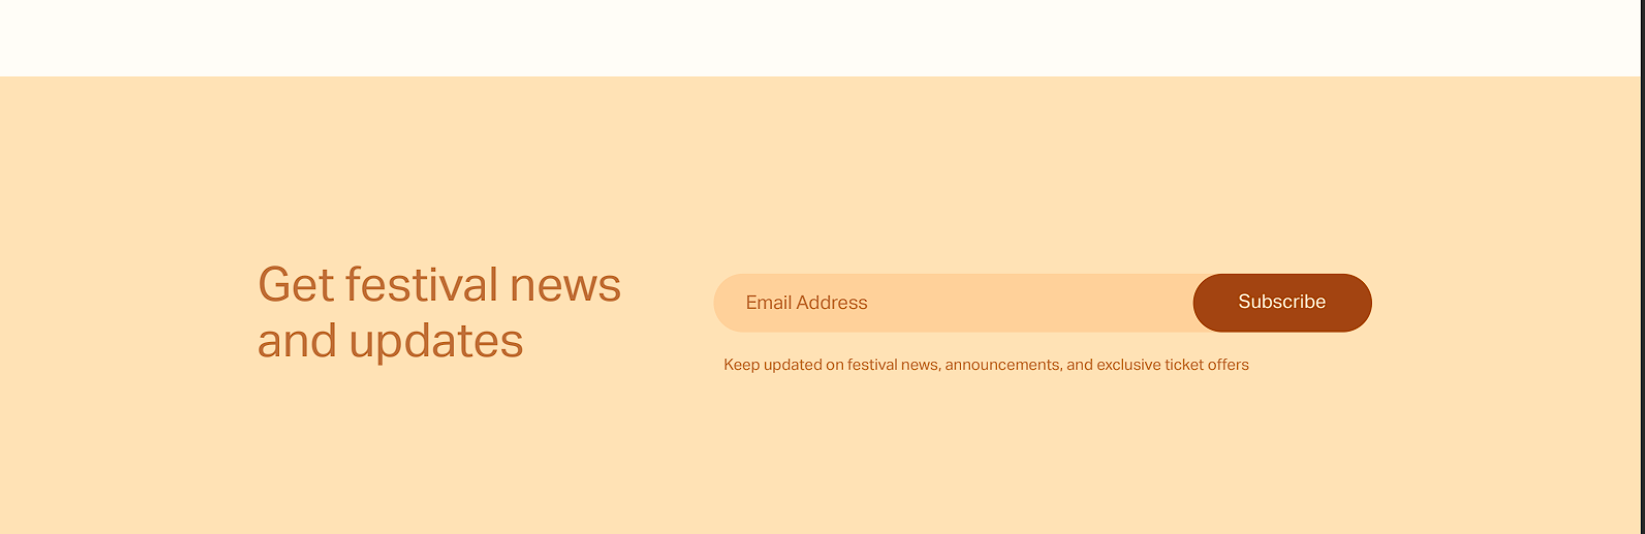 Get festival news
and updates
Email Address
Subscribe
Keep updated on festival news, announcements, and exclusive ticket offers